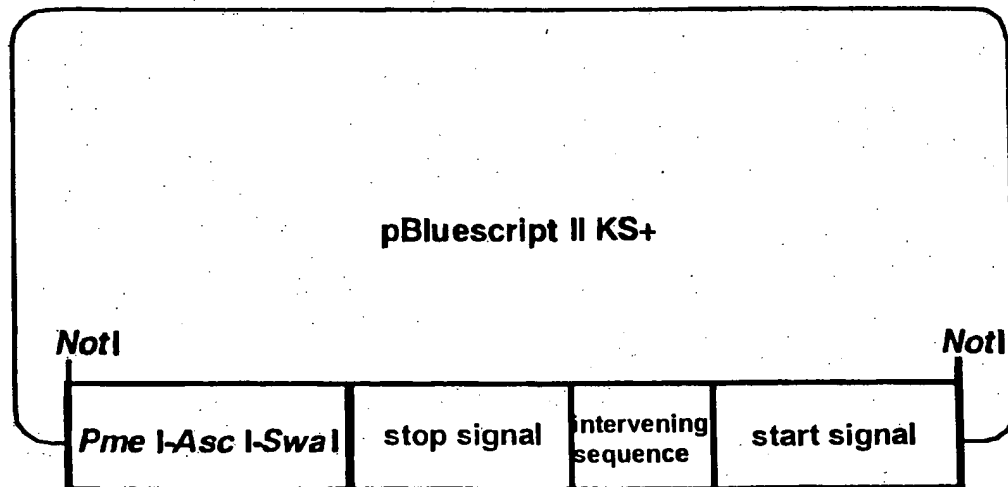 pBluescript II KS+
NotI
NotI
Pme I-Asc I-Swa I
stop signal
intervening
sequence
start signal